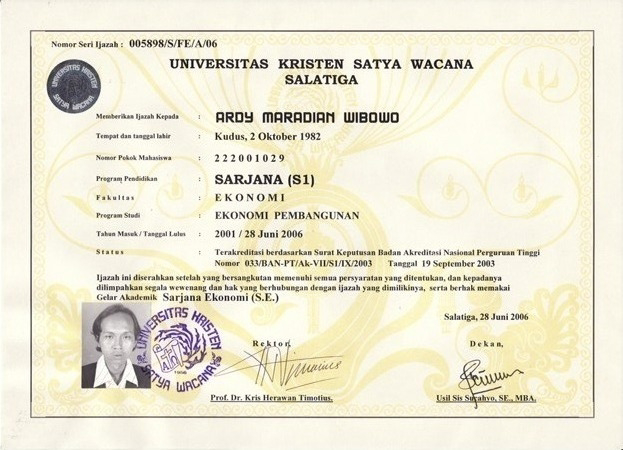 Nomor Seri Ijazah : 005898/S/FE/A/06
UNIVERSITAS KRISTEN SATYA WACANA
SALATIGA
UNIVERSITAS KRISTEN
SATYA WACANA
Memberikan Ijazah Kepada : ARDY MARADIAN WIBOWO
Tempat dan tanggal lahir : Kudus, 2 Oktober 1982
Nomor Pokok Mahasiswa : 222001029
Program Pendidikan : SARJANA (S1)
Fakultas : EKONOMI
Program Studi : EKONOMI PEMBANGUNAN
Tahun Masuk / Tanggal Lulus : 2001 / 28 Juni 2006
Status : Terakreditasi berdasarkan Surat Keputusan Badan Akreditasi Nasional Perguruan Tinggi
Nomor 033/BAN-PT/Ak-VII/S1/IX/2003 Tanggal 19 September 2003
Ijazah ini diserahkan setelah yang bersangkutan memenuhi semua persyaratan yang ditentukan, dan kepadanya
dilimpahkan segala wewenang dan hak yang berhubungan dengan ijazah yang dimilikinya, serta berhak memakai
Gelar Akademik Sarjana Ekonomi (S.E.)
Salatiga, 28 Juni 2006
UNIVERSITAS KRISTEN
SATYA WACANA
Rektor, Dekan,
Prof. Dr. Kris Herawan Timotius. Usil Sis Sucahyo, SE., MBA.